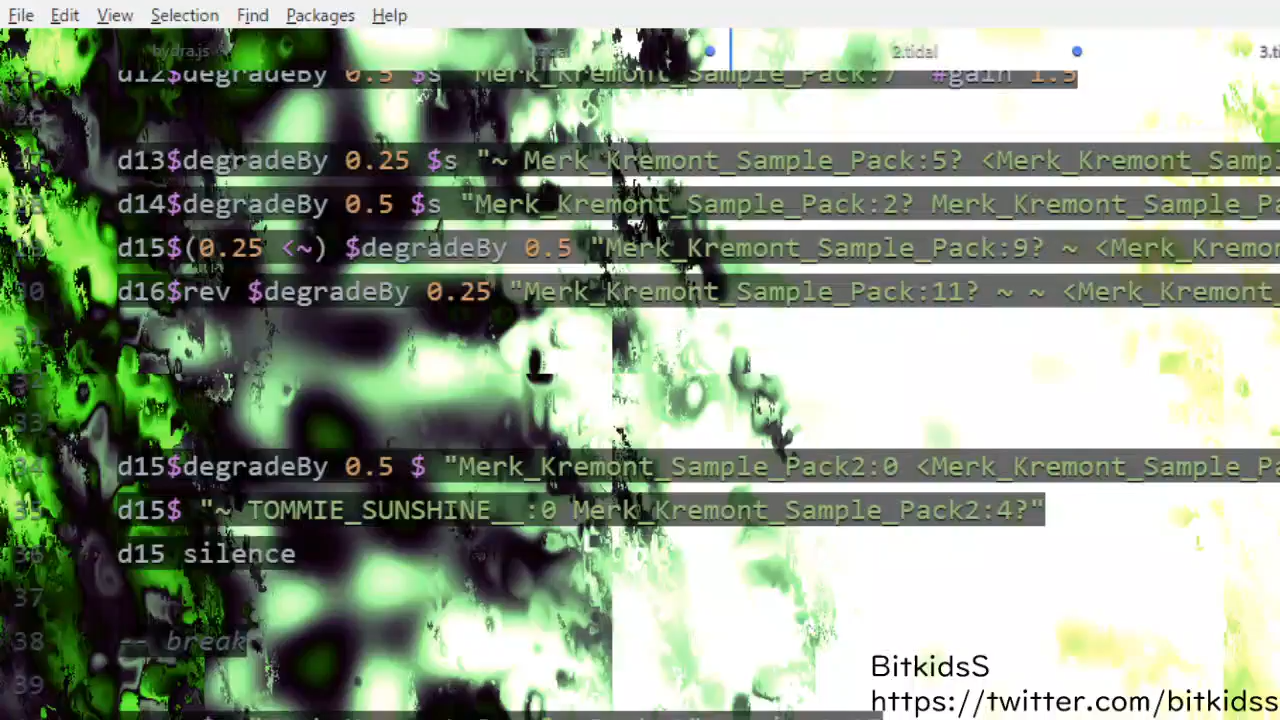 File Edit View Selection Find Packages Help
hydra.js 2.tidal
d12$degradeBy 0.5 $s "Merk_Kremont_Sample_Pack:7" #gain 1.5
26
d13$degradeBy 0.25 $s "~ Merk_Kremont_Sample_Pack:5? <Merk_Kremont_Samp
d14$degradeBy 0.5 $s "Merk_Kremont_Sample_Pack:2? Merk_Kremont_Sample_Pa
d15$(0.25 <~) $degradeBy 0.5 "Merk_Kremont_Sample_Pack:9? ~ <Merk_Kremon
30 d16$rev $degradeBy 0.25 "Merk_Kremont_Sample_Pack:11? ~ ~ <Merk_Kremont_
31
32
33
34 d15$degradeBy 0.5 $ "Merk_Kremont_Sample_Pack2:0 <Merk_Kremont_Sample_Pa
35 d15$ "~ TOMMIE_SUNSHINE__:0 Merk_Kremont_Sample_Pack2:4?"
36 d15 silence
37
38 -- break
39
BitkidsS
https://twitter.com/bitkidss